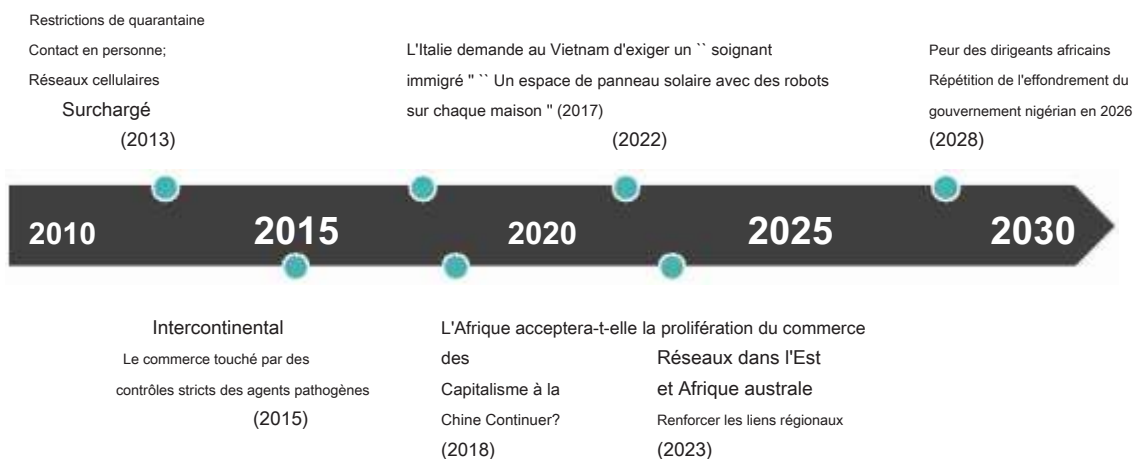 Restrictions de quarantaine
Contact en personne;
Réseaux cellulaires
Surchargé
(2013)
L'Italie demande au Vietnam d'exiger un `` soignant
immigré " `` Un espace de panneau solaire avec des robots
sur chaque maison " (2017)
(2022)
Peur des dirigeants africains
Répétition de l'effondrement du
gouvernement nigérian en 2026
(2028)
2010
2015
2020
2025
2030
Intercontinental
Le commerce touché par des
contrôles stricts des agents pathogènes
(2015)
L'Afrique acceptera-t-elle la prolifération du commerce
des
Capitalisme à la
Chine Continuer?
(2018)
Réseaux dans l'Est
et Afrique australe
Renforcer les liens régionaux
(2023)